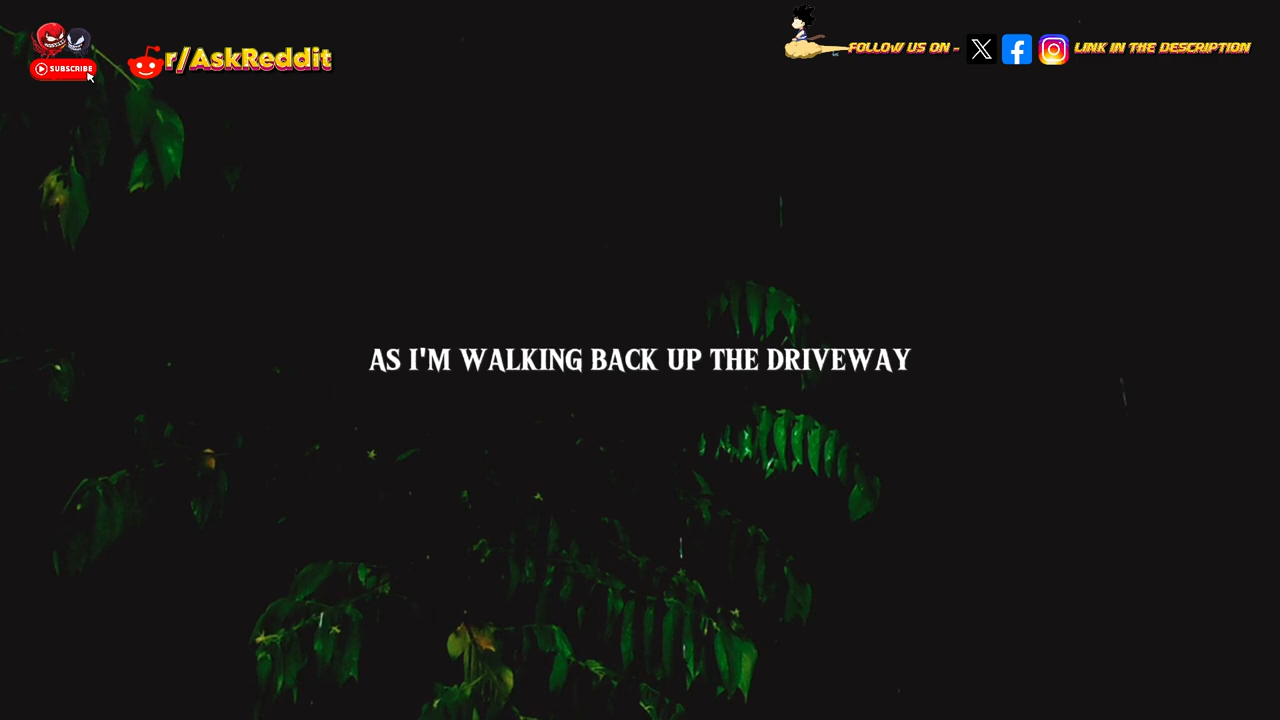 SUBSCRIBE
r/AskReddit
FOLLOW US ON -
LINK IN THE DESCRIPTION
AS I'M WALKING BACK UP THE DRIVEWAY